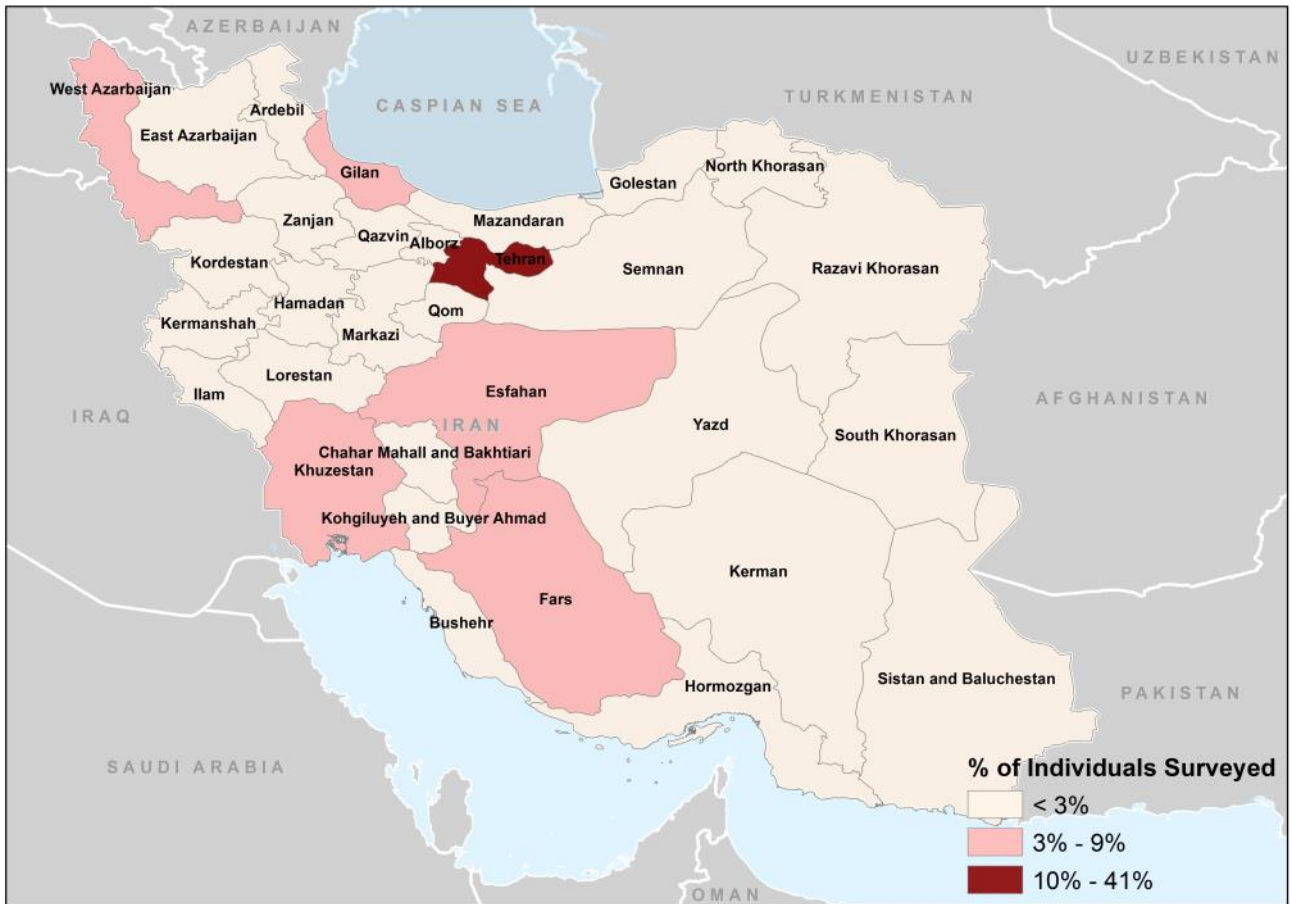 AZERBAIJAN
UZBEKISTAN
West Azarbaijan
Ardebil
CASPIAN SEA
TURKMENISTAN
East Azarbaijan
Gilan
North Khorasan
Golestan
Zanjan
Mazandaran
Qazvin
Alborz
Kordestan
Tehran
Semnan
Razavi Khorasan
Hamadan
Qom
Kermanshah
Markazi
Lorestan
Ilam
Esfahan
AFGHANISTAN
IRAQ
IRAN
Yazd
South Khorasan
Chahar Mahall and Bakhtiari
Khuzestan
Kohgiluyeh and Buyer Ahmad
Kerman
Fars
Bushehr
Sistan and Baluchestan
Hormozgan
PAKISTAN
SAUDI ARABIA
% of Individuals Surveyed
< 3%
3% - 9%
10% - 41%
OMAN